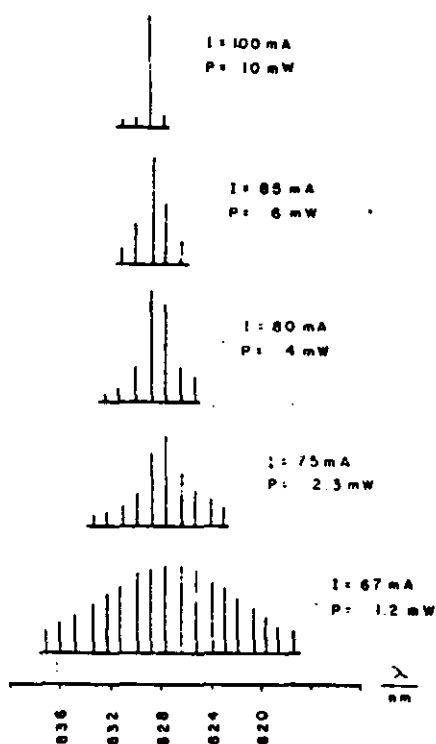 I = 100 mA
P = 10 mW
I = 85 mA
P = 6 mW
I = 80 mA
P = 4 mW
I = 75 mA
P = 2.3 mW
I = 67 mA
P = 1.2 mW
λ
nm
836
832
828
824
820